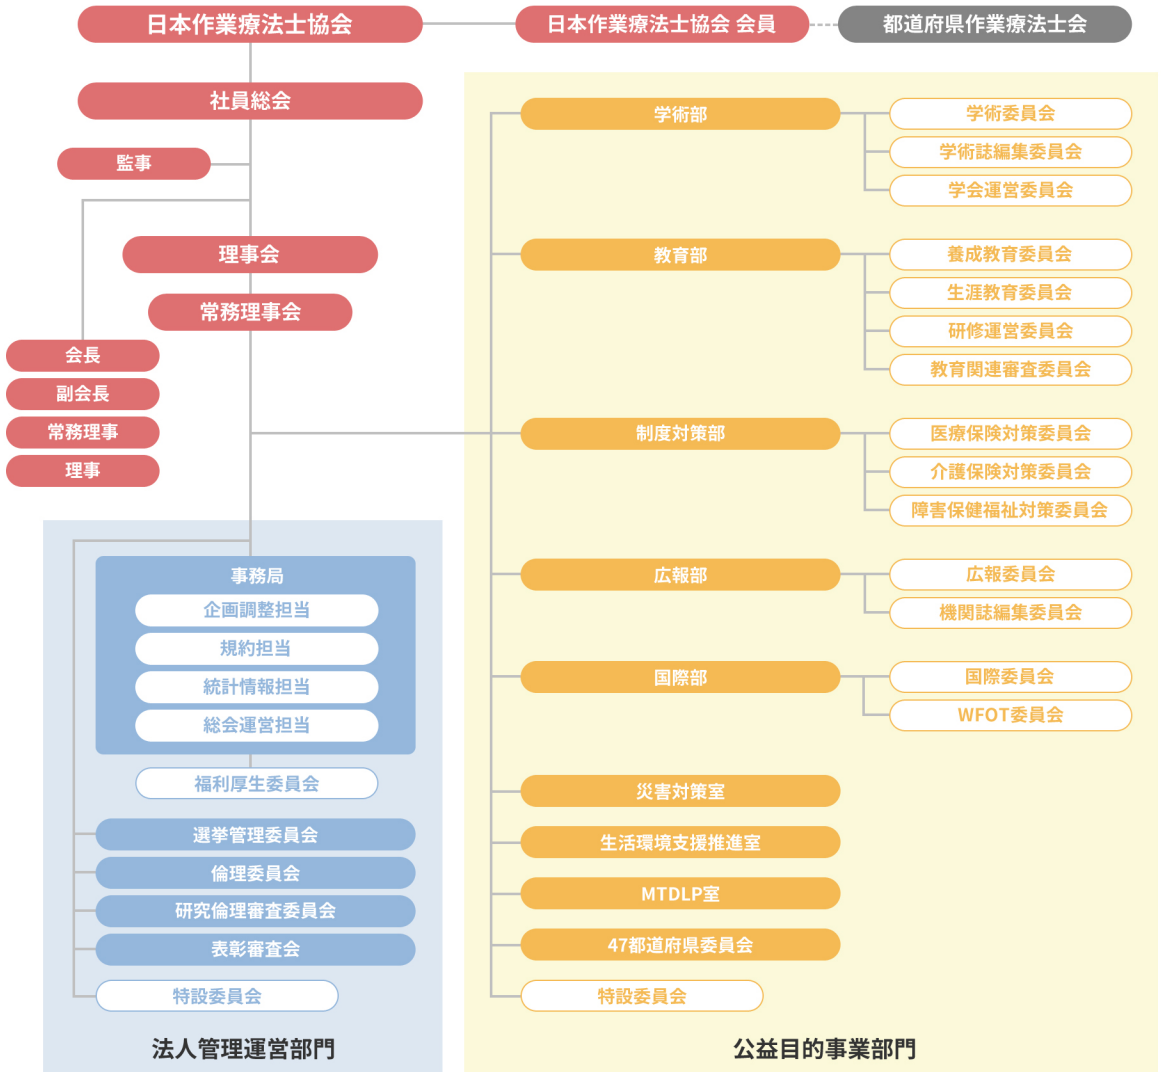 日本作業療法士協会
日本作業療法士協会 会員
都道府県作業療法士会
社員総会
監事
理事会
常務理事会
会長
副会長
常務理事
理事
事務局
企画調整担当
規約担当
統計情報担当
総会運営担当
福利厚生委員会
選挙管理委員会
倫理委員会
研究倫理審査委員会
表彰審査会
特設委員会
法人管理運営部門
学術部
学術委員会
学術誌編集委員会
学会運営委員会
教育部
養成教育委員会
生涯教育委員会
研修運営委員会
教育関連審査委員会
制度対策部
医療保険対策委員会
介護保険対策委員会
障害保健福祉対策委員会
広報部
広報委員会
機関誌編集委員会
国際部
国際委員会
WFOT委員会
災害対策室
生活環境支援推進室
MTDLP室
47都道府県委員会
特設委員会
公益目的事業部門